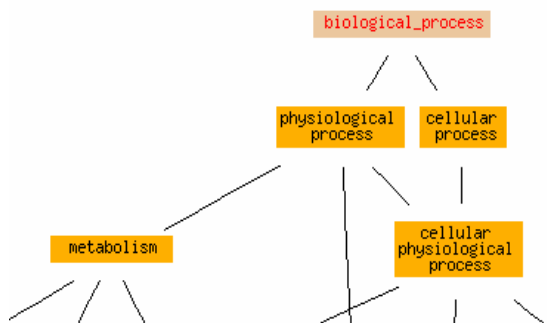 biological_process
physiological
process
cellular
process
metabolism
cellular
physiological
process